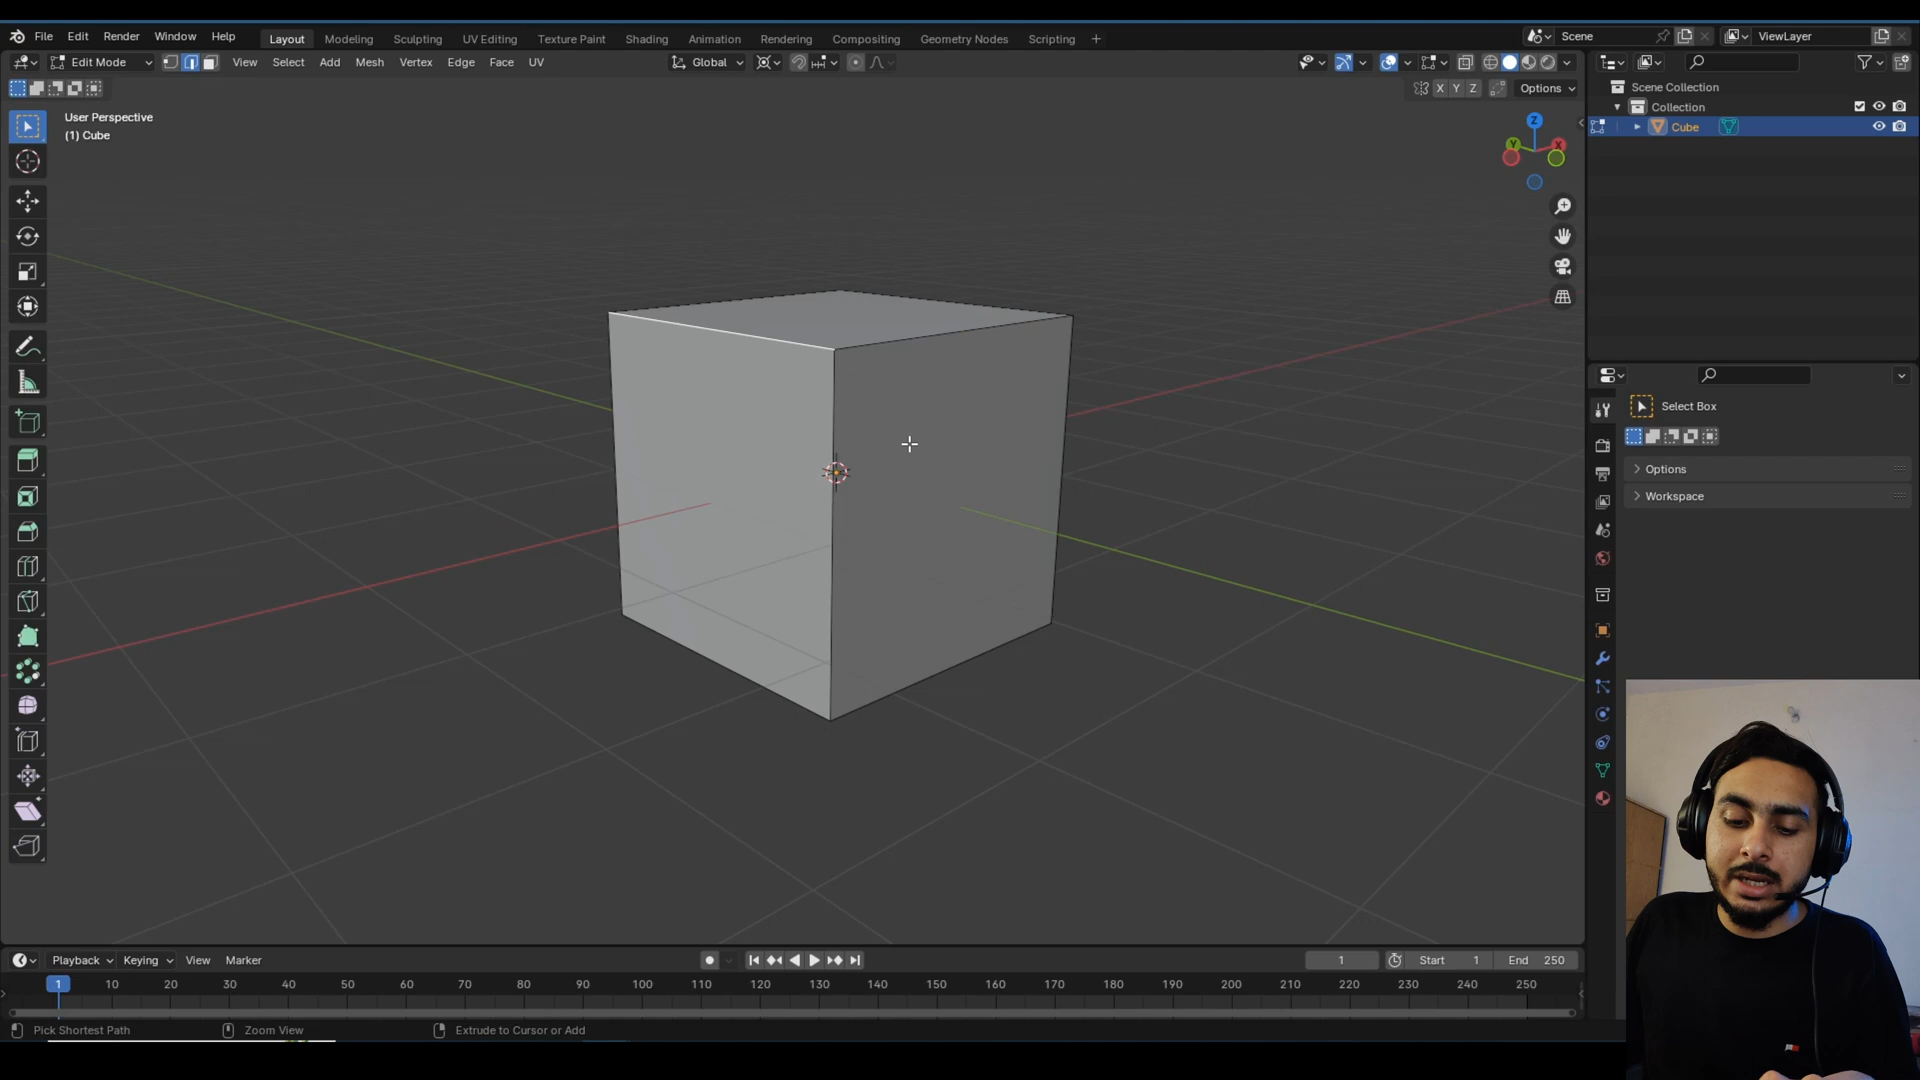 File Edit Render Window Help Layout Modeling Sculpting UV Editing Texture Paint Shading Animation Rendering Compositing Geometry Nodes Scripting + Scene ViewLayer
Edit Mode View Select Add Mesh Vertex Edge Face UV Global
X Y Z Options
User Perspective
(1) Cube
Z
Y X
Scene Collection
Collection
Cube
Select Box
Options
Workspace
Playback Keying View Marker 1 Start 1 End 250
1 10 20 30 40 50 60 70 80 90 100 110 120 130 140 150 160 170 180 190 200 210 220 230 240 250
Pick Shortest Path Zoom View Extrude to Cursor or Add